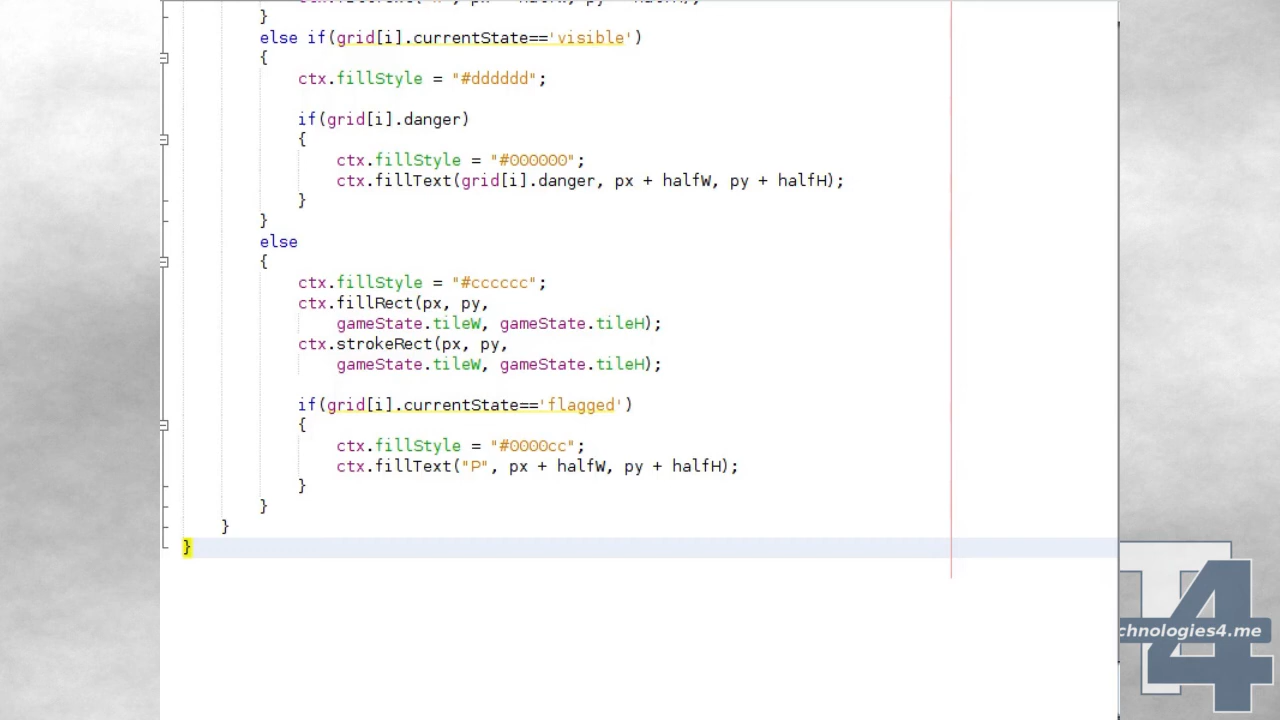 }
else if(grid[i].currentState=='visible')
{
ctx.fillStyle = "#dddddd";
if(grid[i].danger)
{
ctx.fillStyle = "#000000";
ctx.fillText(grid[i].danger, px + halfW, py + halfH);
}
}
else
{
ctx.fillStyle = "#cccccc";
ctx.fillRect(px, py,
gameState.tileW, gameState.tileH);
ctx.strokeRect(px, py,
gameState.tileW, gameState.tileH);
if(grid[i].currentState=='flagged')
{
ctx.fillStyle = "#0000cc";
ctx.fillText("P", px + halfW, py + halfH);
}
}
}
}
chnologies4.me
T4